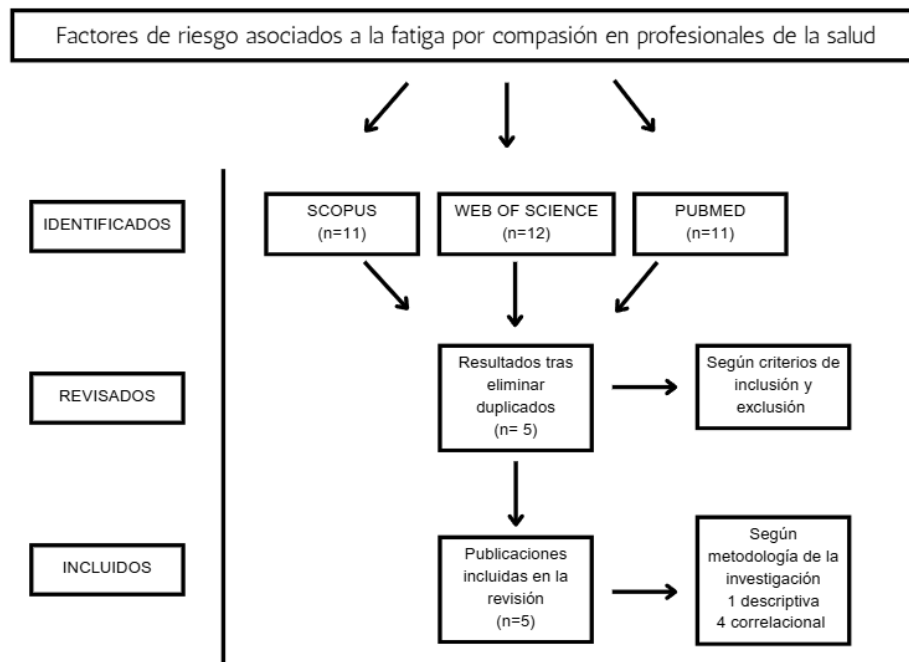 Factores de riesgo asociados a la fatiga por compasión en profesionales de la salud
IDENTIFICADOS
SCOPUS
(n=11)
WEB OF SCIENCE
(n=12)
PUBMED
(n=11)
REVISADOS
Resultados tras
eliminar
duplicados
(n= 5)
Según criterios de
inclusión y
exclusión
INCLUIDOS
Publicaciones
incluidas en la
revisión
(n=5)
Según
metodología de la
investigación
1 descriptiva
4 correlacional